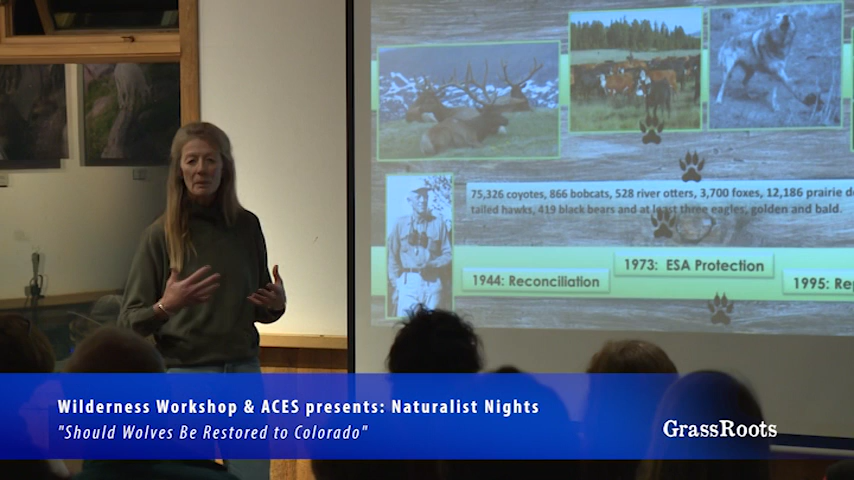 75,326 coyotes, 866 bobcats, 528 river otters, 3,700 foxes, 12,186 prairie
tailed hawks, 419 black bears and at least three eagles, golden and bald.
1944: Reconciliation
1973: ESA Protection
1995:
Wilderness Workshop & ACES presents: Naturalist Nights
"Should Wolves Be Restored to Colorado"
GrassRoots